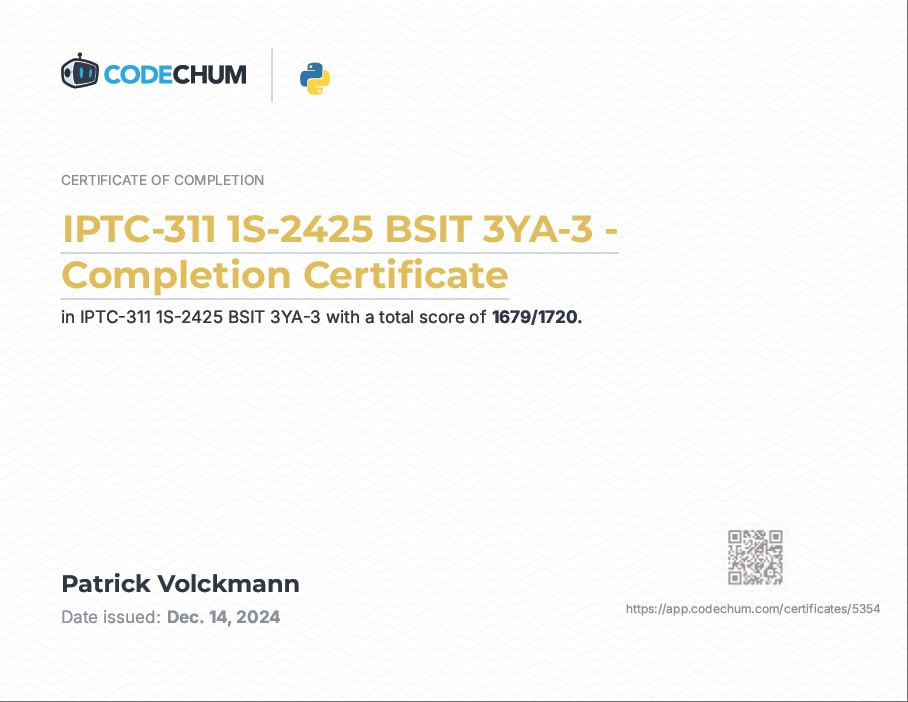 CODECHUM
CERTIFICATE OF COMPLETION
IPTC-311 1S-2425 BSIT 3YA-3 -
Completion Certificate
in IPTC-311 1S-2425 BSIT 3YA-3 with a total score of 1679/1720.
Patrick Volckmann
Date issued: Dec. 14, 2024
https://app.codechum.com/certificates/5354